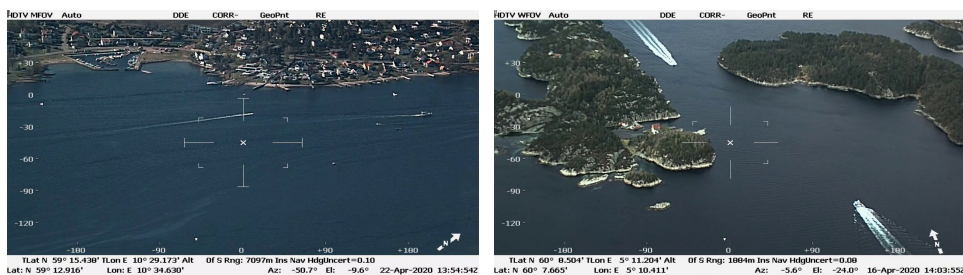 HDTV MFOV Auto DDE CORR- GeoPnt RE
+30
0
-30
-60
-90
-120
-180
-90
0
+90
+180
N
TLat N 59° 15.438' TLon E 10° 29.173' Alt 0f S Rng: 7097m Ins Nav HdgUncert=0.10
Lat: N 59° 12.916' Lon: E 10° 34.630' Az: -50.7° El: -9.6° 22-Apr-2020 13:54:54Z
HDTV WFOV Auto DDE CORR- GeoPnt RE
+30
0
-30
-60
-90
-120
-180
-90
0
+90
+180
N
TLat N 60° 8.504' TLon E 5° 11.204' Alt 0f S Rng: 1884m Ins Nav HdgUncert=0.08
Lat: N 60° 7.665' Lon: E 5° 10.411' Az: -5.6° El: -24.0° 16-Apr-2020 14:03:55Z